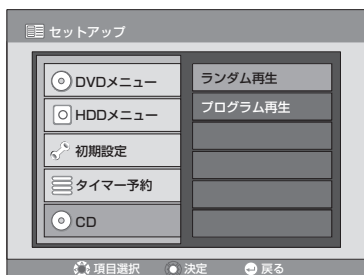 セットアップ
DVDメニュー
HDDメニュー
初期設定
タイマー予約
CD
ランダム再生
プログラム再生
項目選択 決定 戻る